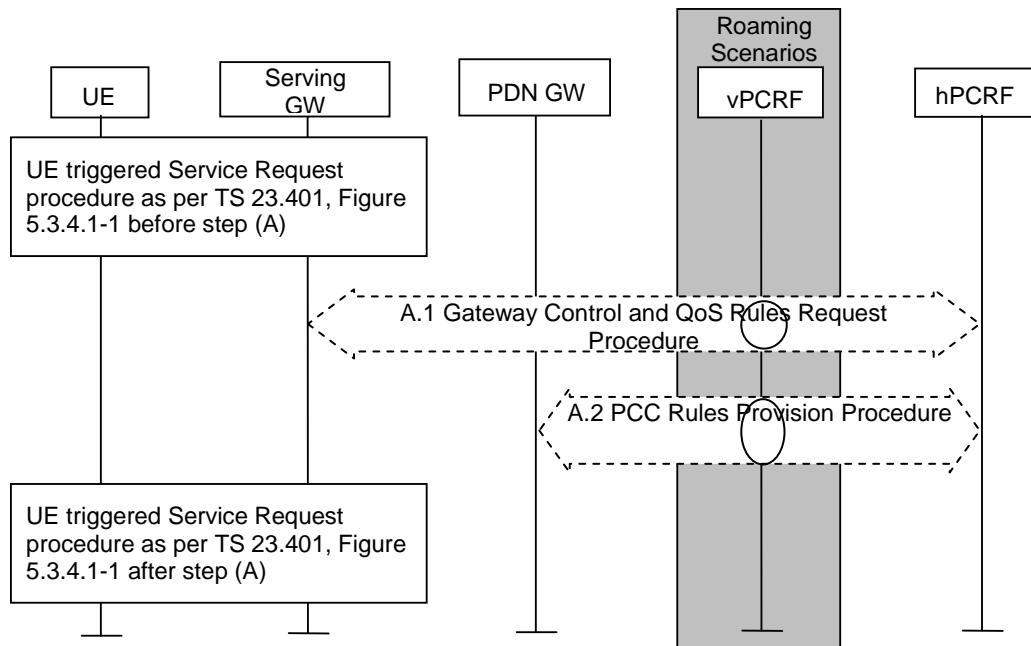 Roaming
Scenarios
UE
Serving
GW
PDN GW
vPCRF
hPCRF
UE triggered Service Request
procedure as per TS 23.401, Figure
5.3.4.1-1 before step (A)
A.1 Gateway Control and QoS Rules Request
Procedure
A.2 PCC Rules Provision Procedure
UE triggered Service Request
procedure as per TS 23.401, Figure
5.3.4.1-1 after step (A)